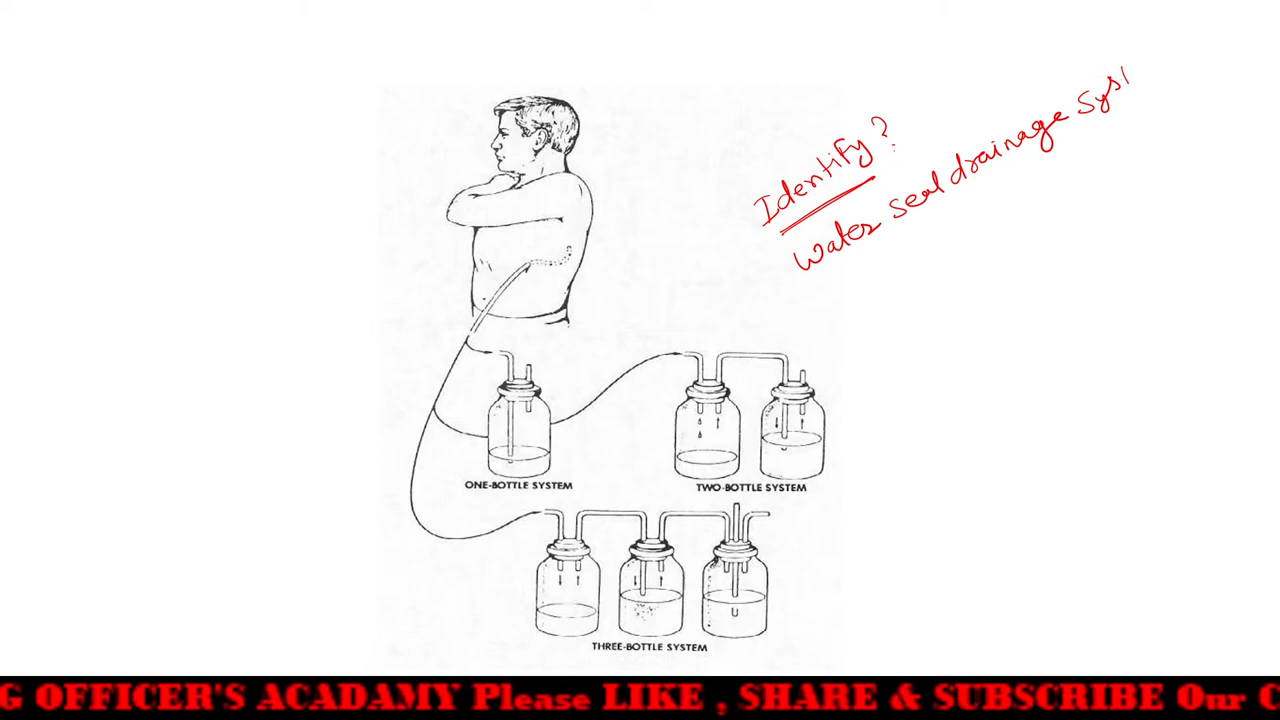 Identify?
Water seal drainage Sys
ONE-BOTTLE SYSTEM
TWO-BOTTLE SYSTEM
THREE-BOTTLE SYSTEM
G OFFICER'S ACADAMY Please LIKE , SHARE & SUBSCRIBE Our C